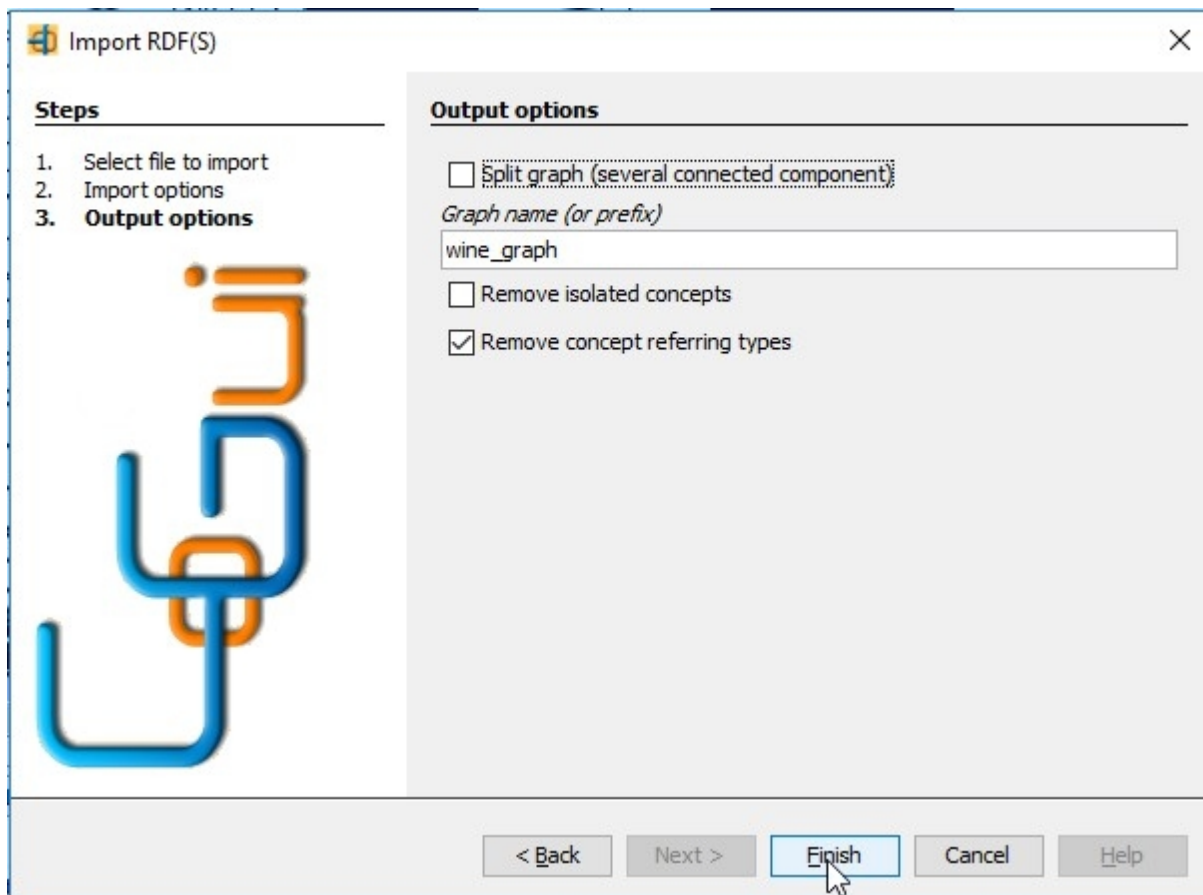 Import RDF(S)
Steps
1. Select file to import
2. Import options
3. Output options
Output options
Split graph (several connected component)
Graph name (or prefix)
wine_graph
Remove isolated concepts
Remove concept referring types
< Back
Next >
Finish
Cancel
Help